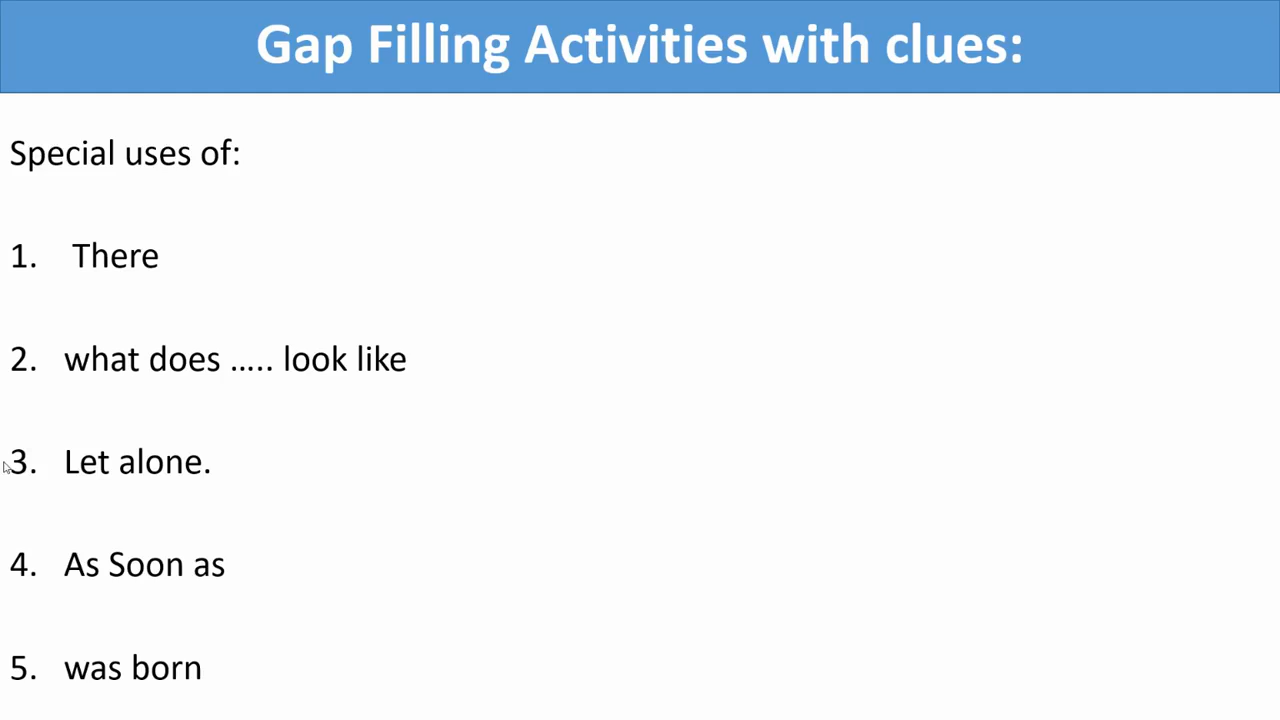 Gap Filling Activities with clues:
Special uses of:
1. There
2. what does ….. look like
3. Let alone.
4. As Soon as
5. was born